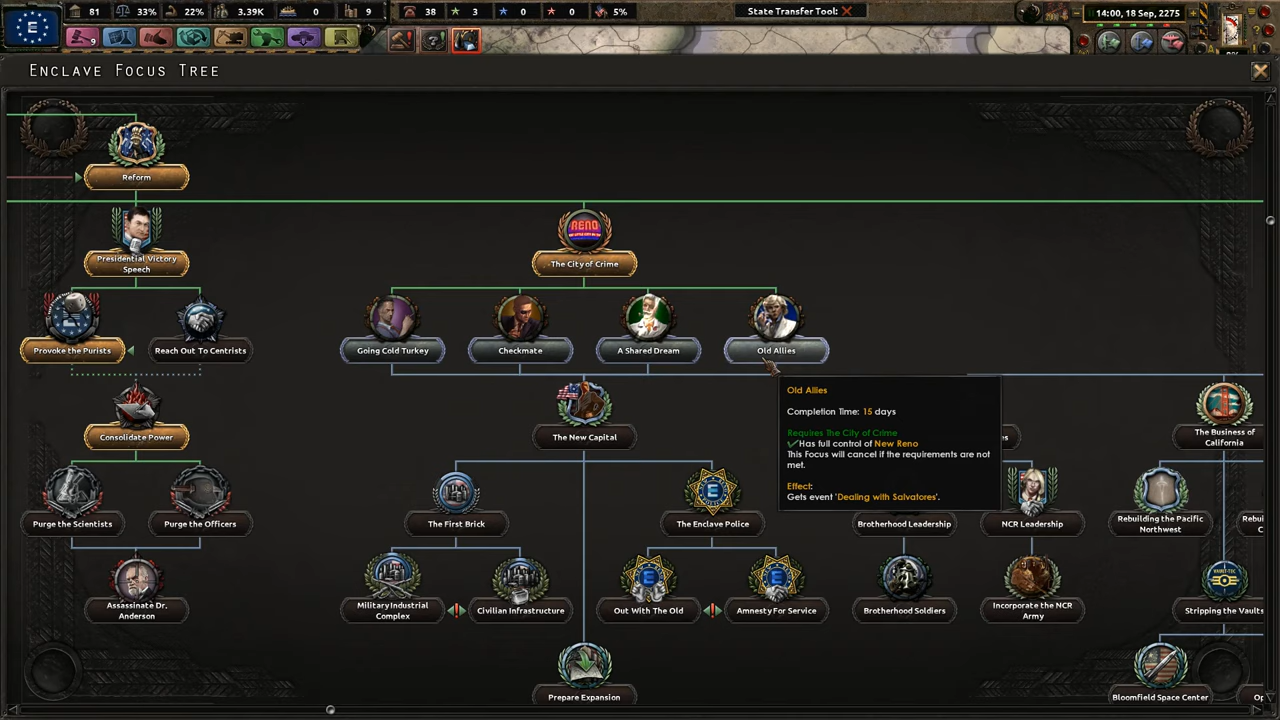 81
33%
22%
3.39K
0
9
38
3
0
0
5%
State Transfer Tool:
14:00, 18 Sep, 2275
E
9
Enclave Focus Tree
Reform
RENO
Presidential Victory
Speech
The City of Crime
Provoke the Purists
Reach Out To Centrists
Going Cold Turkey
Checkmate
A Shared Dream
Old Allies
Old Allies
Completion Time: 15 days
Requires The City of Crime
Has full control of New Reno
This Focus will cancel if the requirements are not
met.
Effect:
Gets event 'Dealing with Salvatores'.
Consolidate Power
The New Capital
The Business of
California
Purge the Scientists
Purge the Officers
The First Brick
The Enclave Police
Brotherhood Leadership
NCR Leadership
Rebuilding the Pacific
Northwest
Assassinate Dr.
Anderson
Military Industrial
Complex
Civilian Infrastructure
Out With The Old
Amnesty For Service
Brotherhood Soldiers
Incorporate the NCR
Army
VAULT-TEC
Stripping the Vaults
Prepare Expansion
Bloomfield Space Center